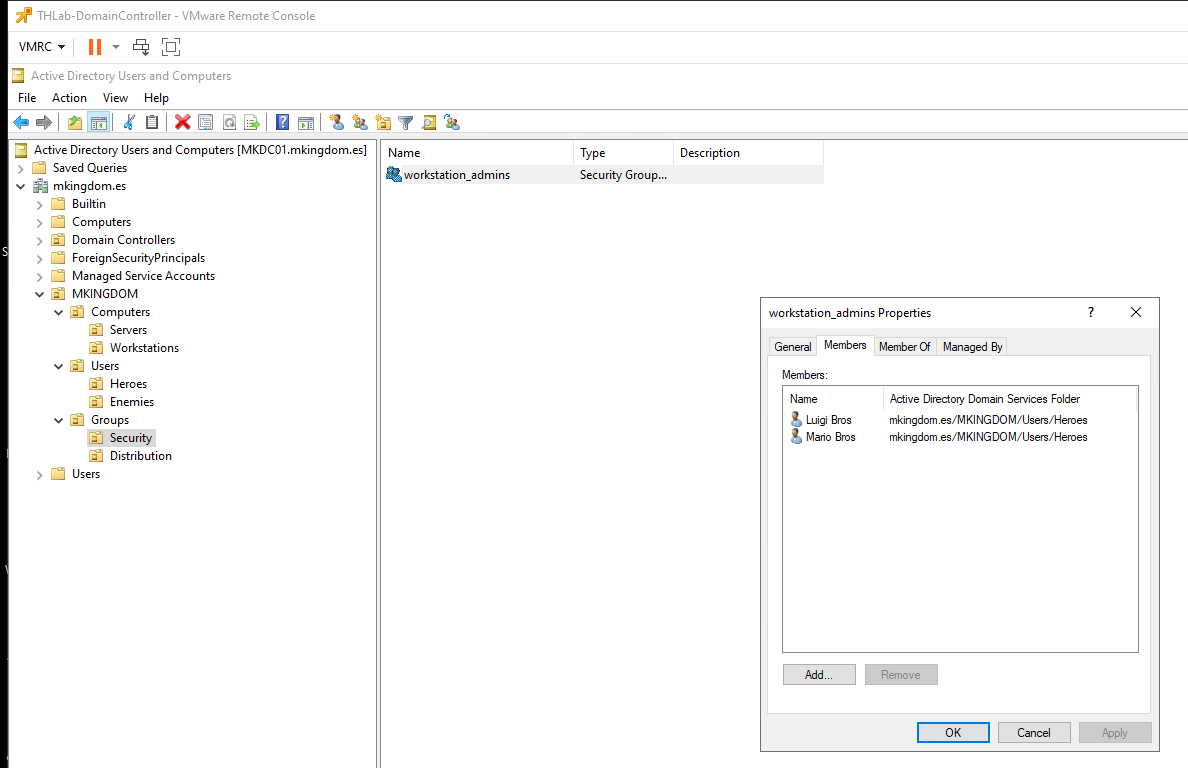 THLab-DomainController - VMware Remote Console
VMRC
Active Directory Users and Computers
File Action View Help
Active Directory Users and Computers [MKDC01.mkingdom.es]
Saved Queries
mkingdom.es
Builtin
Computers
Domain Controllers
ForeignSecurityPrincipals
Managed Service Accounts
MKINGDOM
Computers
Servers
Workstations
Users
Heroes
Enemies
Groups
Security
Distribution
Users
Name Type Description
workstation_admins Security Group...
workstation_admins Properties ?
General Members Member Of Managed By
Members:
Name Active Directory Domain Services Folder
Luigi Bros mkingdom.es/MKINGDOM/Users/Heroes
Mario Bros mkingdom.es/MKINGDOM/Users/Heroes
Add... Remove
OK Cancel Apply